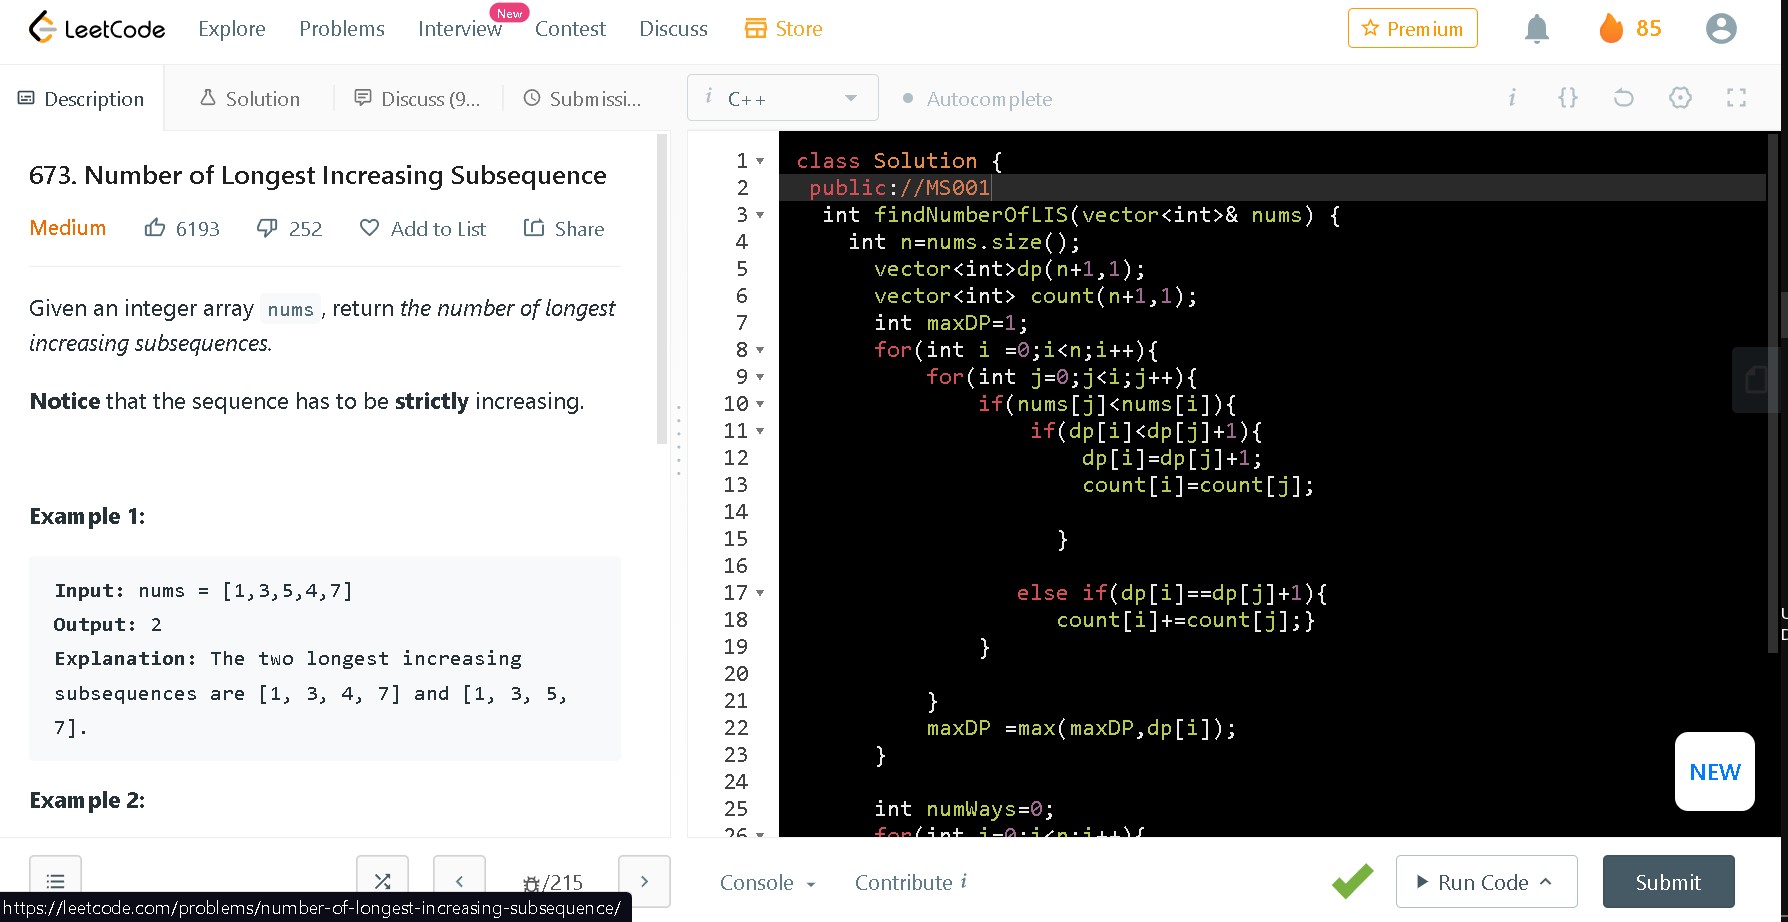 LeetCode Explore Problems Interview New Contest Discuss Store Premium 85
Description Solution Discuss (9... Submissi... i C++ Autocomplete i {}
673. Number of Longest Increasing Subsequence
Medium 6193 252 Add to List Share
Given an integer array nums, return the number of longest
increasing subsequences.
Notice that the sequence has to be strictly increasing.
Example 1:
Input: nums = [1,3,5,4,7]
Output: 2
Explanation: The two longest increasing
subsequences are [1, 3, 4, 7] and [1, 3, 5,
7].
Example 2:
1 class Solution {
2 public://MS001
3 int findNumberOfLIS(vector<int>& nums) {
4 int n=nums.size();
5 vector<int>dp(n+1,1);
6 vector<int> count(n+1,1);
7 int maxDP=1;
8 for(int i =0;i<n;i++){
9 for(int j=0;j<i;j++){
10 if(nums[j]<nums[i]){
11 if(dp[i]<dp[j]+1){
12 dp[i]=dp[j]+1;
13 count[i]=count[j];
14
15 }
16
17 else if(dp[i]==dp[j]+1){
18 count[i]+=count[j];}
19 }
20
21 }
22 maxDP =max(maxDP,dp[i]);
23 }
24
25 int numWays=0;
26 for(int i=0;i<n;i++){
NEW
/215 Console Contribute i Run Code Submit
https://leetcode.com/problems/number-of-longest-increasing-subsequence/